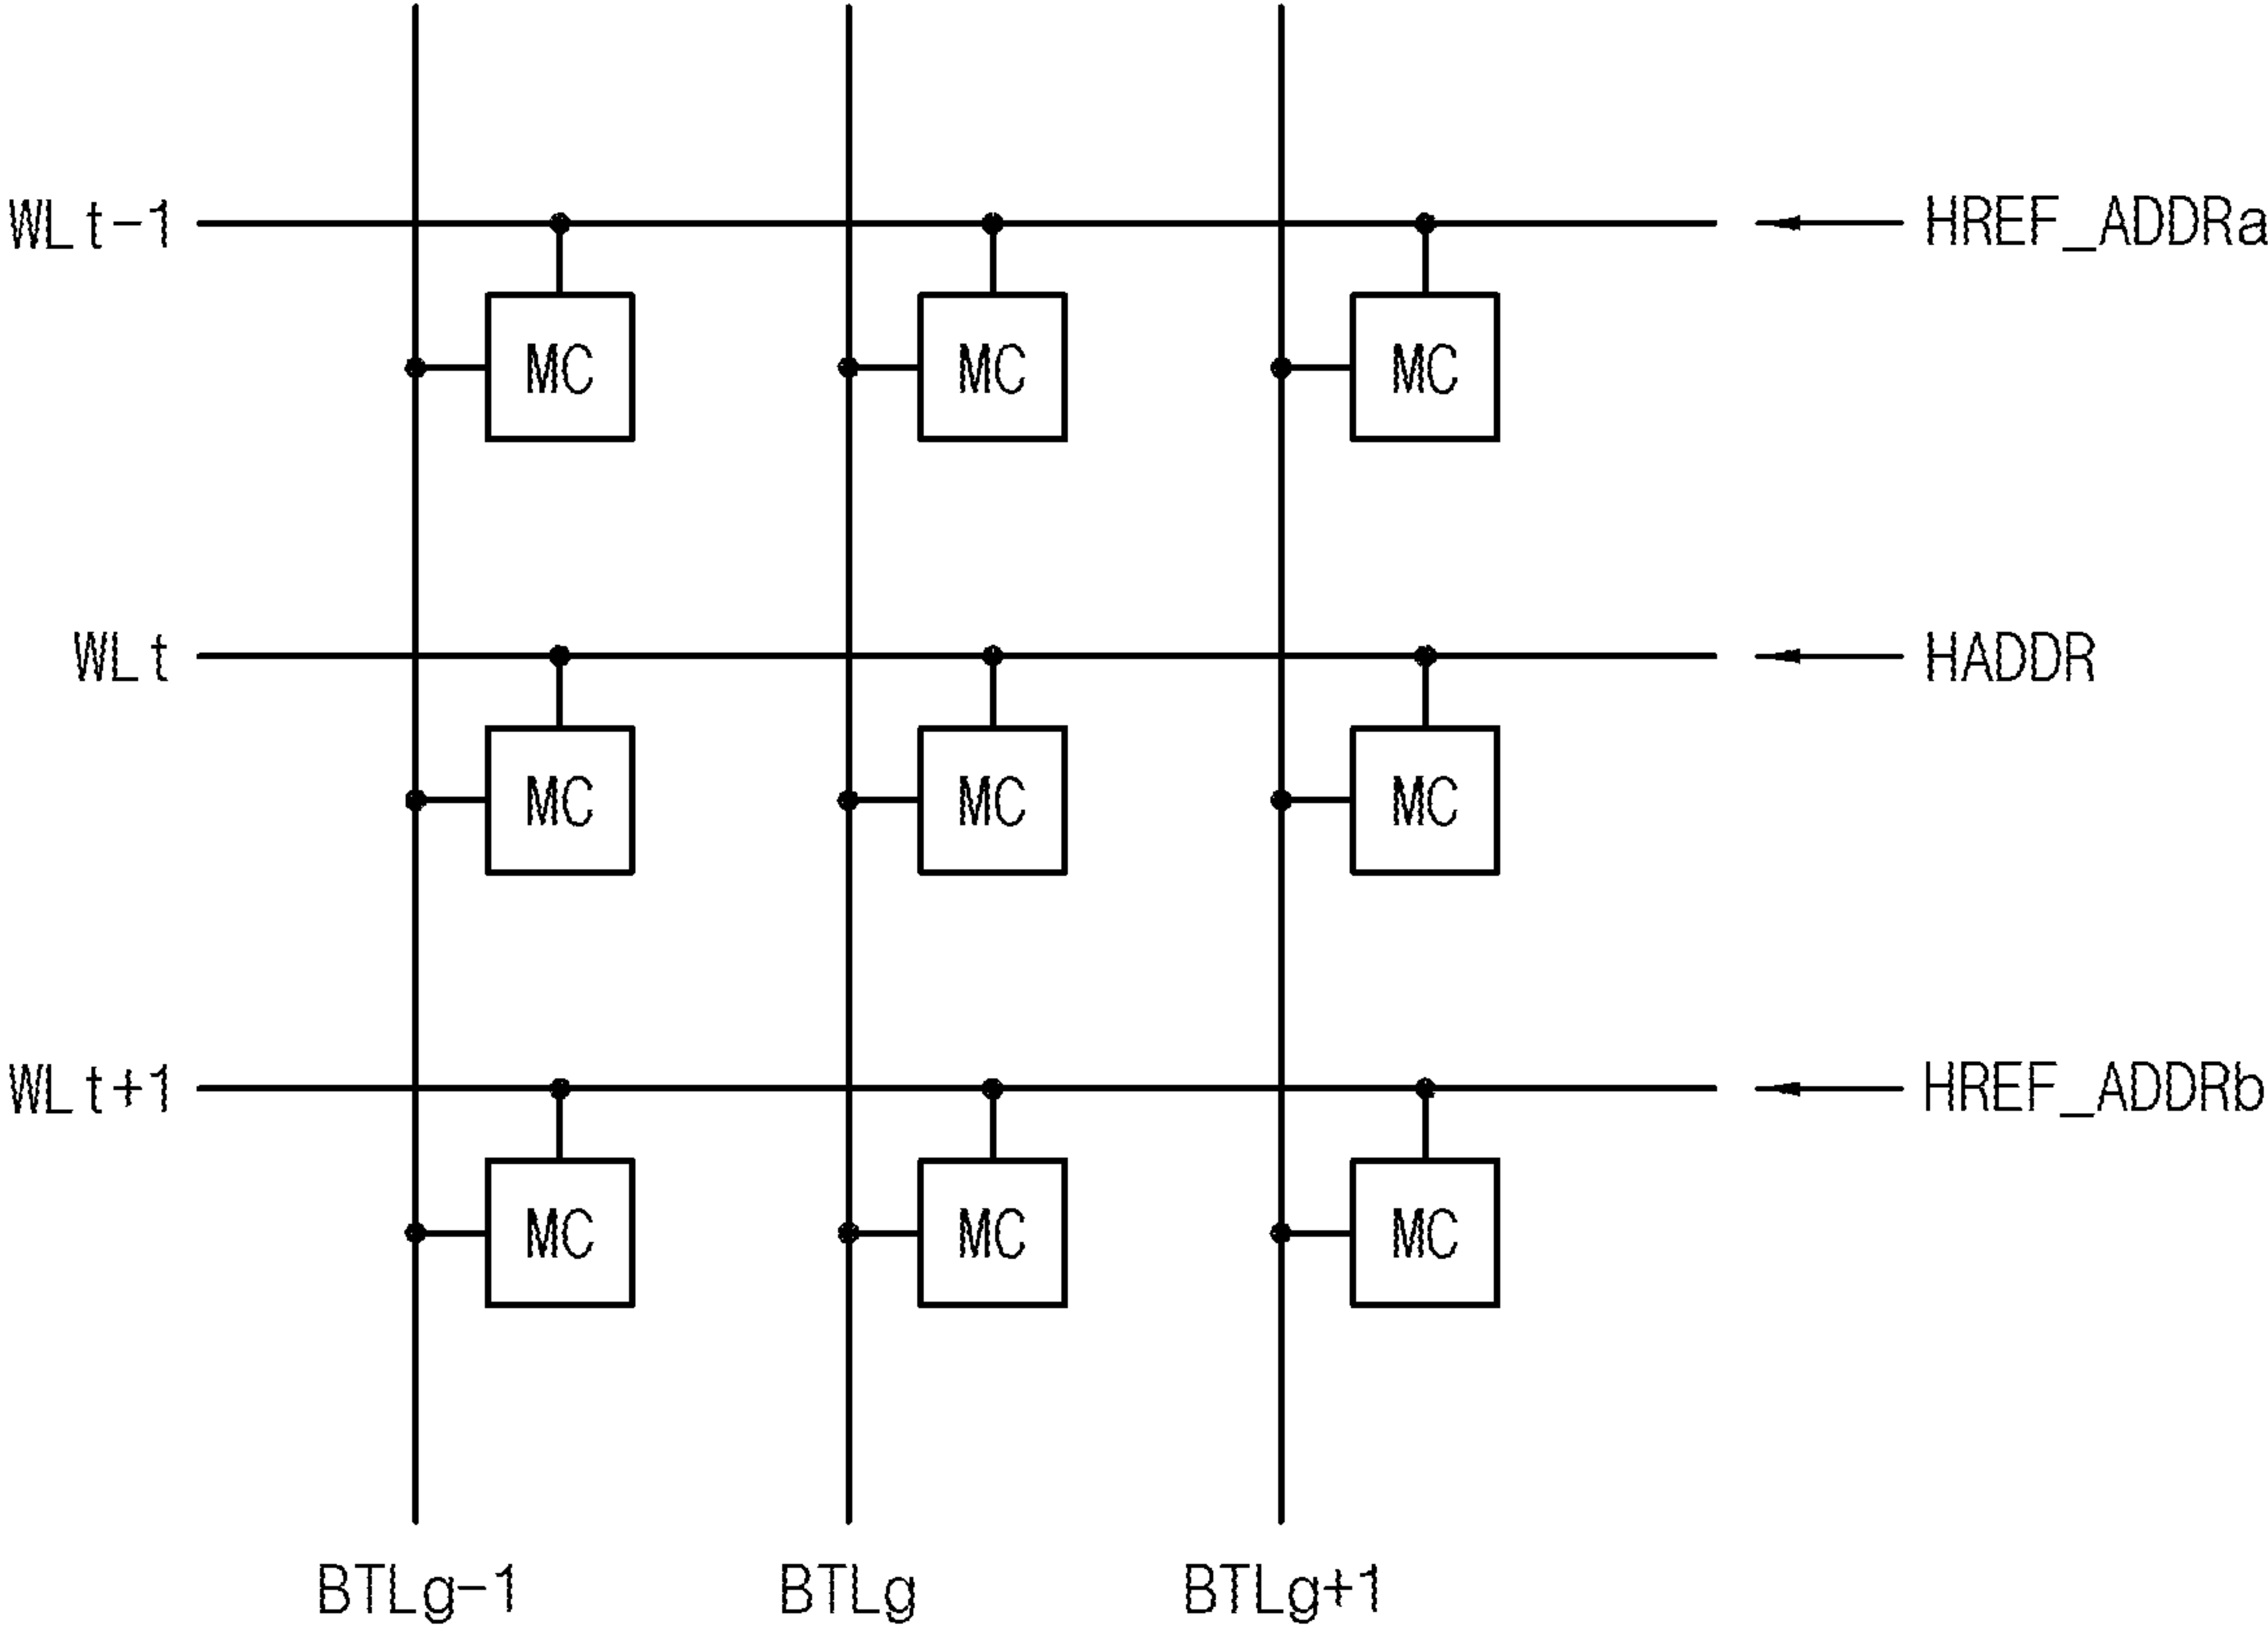 WLt-1 HREF_ADDRa
MC MC MC
WLt HADDR
MC MC MC
WLt+1 HREF_ADDRb
MC MC MC
BTLg-1 BTLg BTLg+1